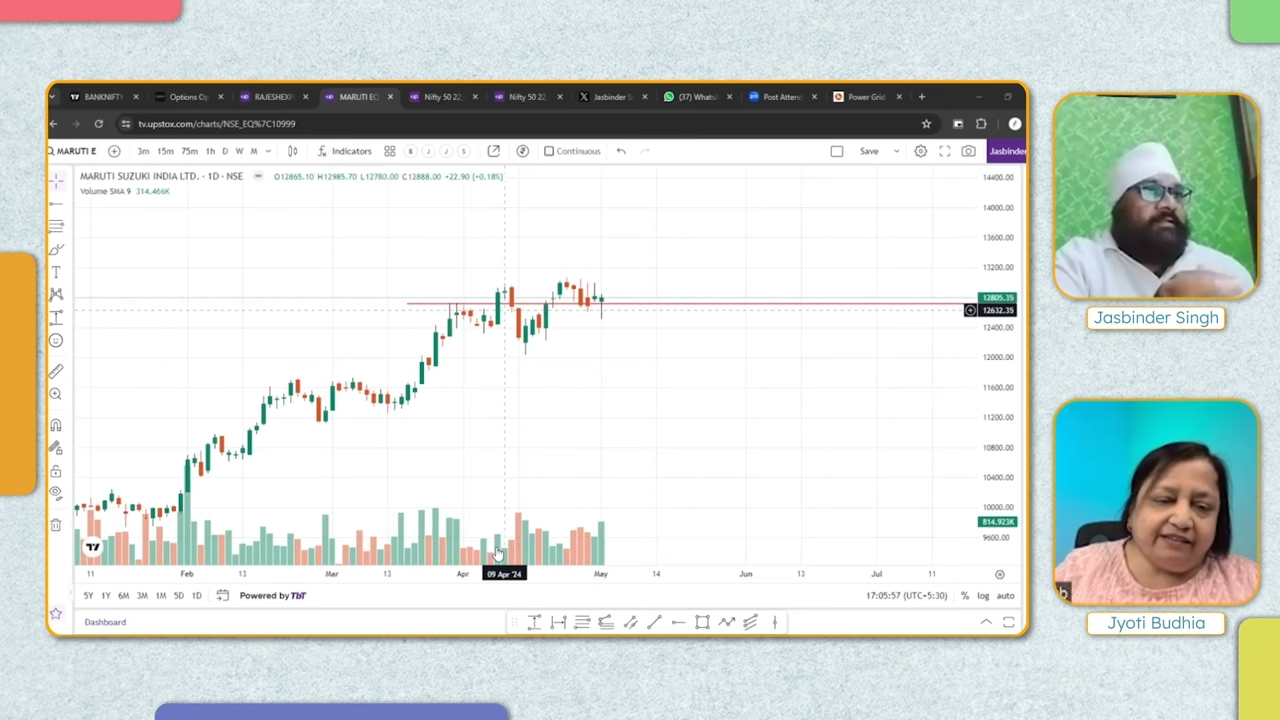 BANKNIFTY
Options Op
RAJESHEXP
MARUTI EQ
Nifty 50 22
Nifty 50 22
Jasbinder S
(37) Whats
Post Attend
Power Grid
tv.upstox.com/charts/NSE_EQ%7C10999
MARUTI E 3m 15m 75m 1h D W M Indicators Continuous Save Jasbinder
MARUTI SUZUKI INDIA LTD. · 1D · NSE O12865.10 H12985.70 L12780.00 C12888.00 +22.90 (+0.18%)
Volume SMA 9 314.466K
14400.00
14000.00
13600.00
13200.00
12805.35
12632.35
12400.00
12000.00
11600.00
11200.00
10800.00
10400.00
10000.00
814.923K
9600.00
11 Feb 13 Mar 13 Apr 09 Apr '24 May 14 Jun 13 Jul 11
5Y 1Y 6M 3M 1M 5D 1D Powered by TbT 17:05:57 (UTC+5:30) % log auto
Dashboard
Jasbinder Singh
Jyoti Budhia